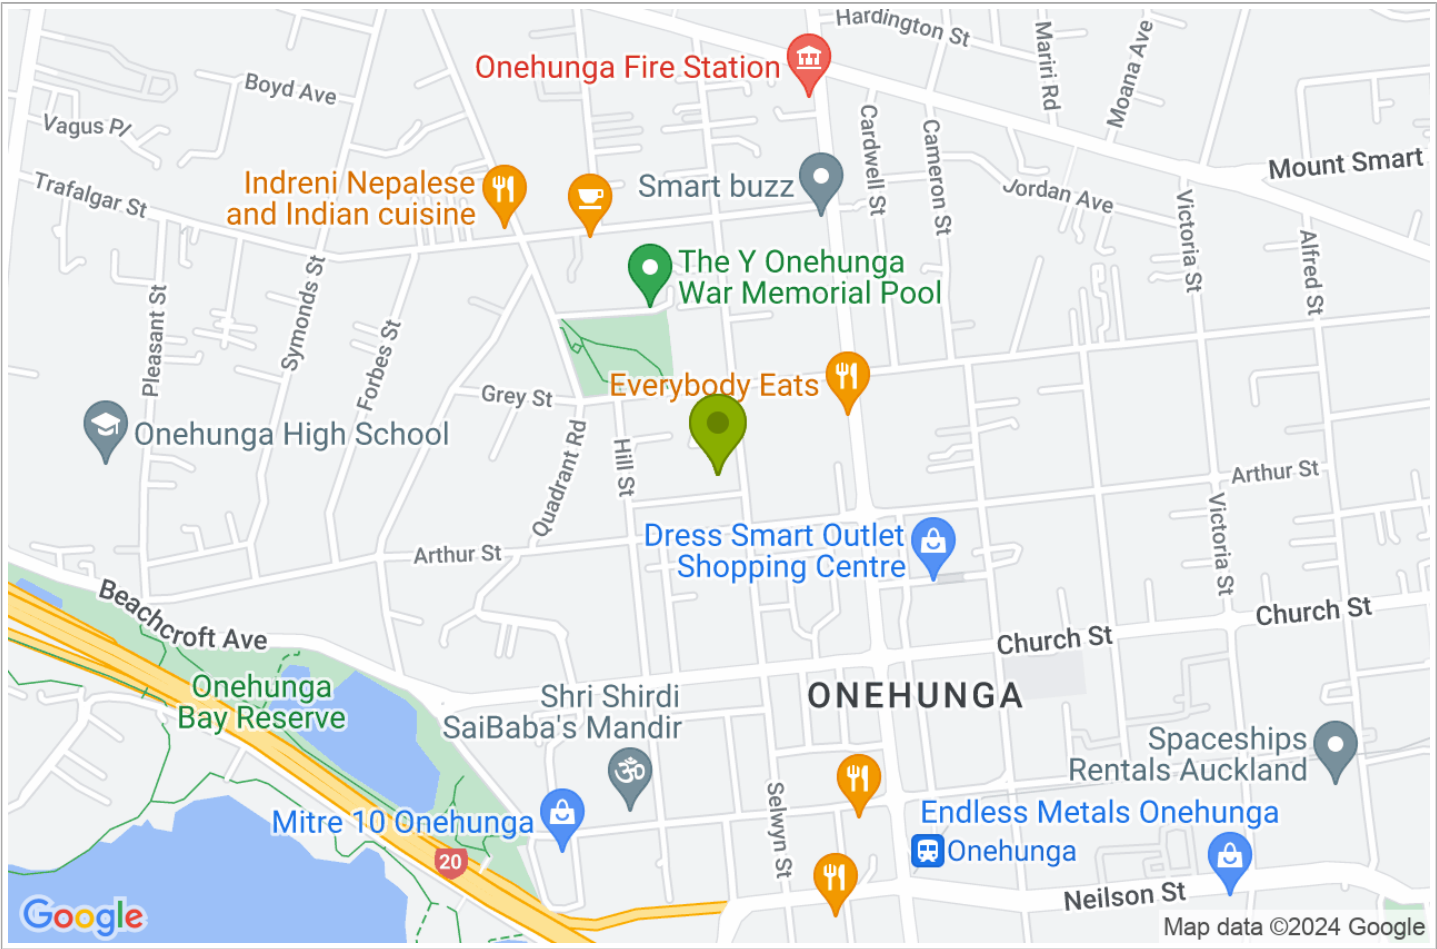 Hardington St
Onehunga Fire Station
Mariri Rd
Moana Ave
Boyd Ave
Vagus Pl
Cardwell St
Cameron St
Mount Smart
Trafalgar St
Indreni Nepalese
and Indian cuisine
Smart buzz
Jordan Ave
Victoria St
Alfred St
The Y Onehunga
War Memorial Pool
Symonds St
Pleasant St
Forbes St
Grey St
Everybody Eats
Onehunga High School
Quadrant Rd
Hill St
Arthur St
Victoria St
Dress Smart Outlet
Shopping Centre
Arthur St
Beachcroft Ave
Church St
Church St
Onehunga
Bay Reserve
Shri Shirdi
SaiBaba's Mandir
ONEHUNGA
Spaceships
Rentals Auckland
Selwyn St
Mitre 10 Onehunga
Endless Metals Onehunga
Onehunga
20
Neilson St
Google
Map data ©2024 Google